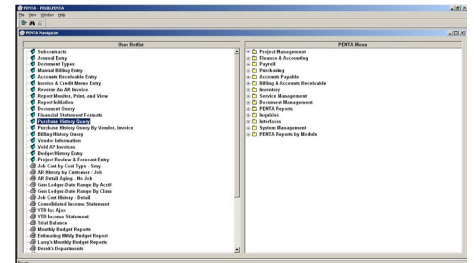 PENTA - PROD.PENTA
File View Window Help
PENTA Navigator
User Hotlist
Subcontracts
Journal Entry
Document Types
Manual Billing Entry
Accounts Receivable Entry
Invoice & Credit Memo Entry
Reverse An AR Invoice
Report Monitor, Print, and View
Report Initiation
Document Query
Financial Statement Formats
Purchase History Query
Purchase History Query By Vendor, Invoice
Billing History Query
Vendor Information
Void AP Invoices
Budget History Entry
Project Review & Forecast Entry
Job Cost by Cost Type - Sexy
AR History by Customer / Job
AR Detail Aging - No Job
Gen Ledger-Date Range By Acct#
Gen Ledger-Date Range By Class
Job Cost History - Detail
Consolidated Income Statement
YTD Inc Ajax
YTD Income Statement
Trial Balance
Monthly Budget Reports
Estimating Mthly Budget Report
Larry's Monthly Budget Reports
Derek's Departments
PENTA Menu
Project Management
Finance & Accounting
Payroll
Purchasing
Accounts Payable
Billing & Accounts Receivable
Inventory
Service Management
Document Management
PENTA Reports
Inquiries
Interfaces
System Management
PENTA Reports by Module